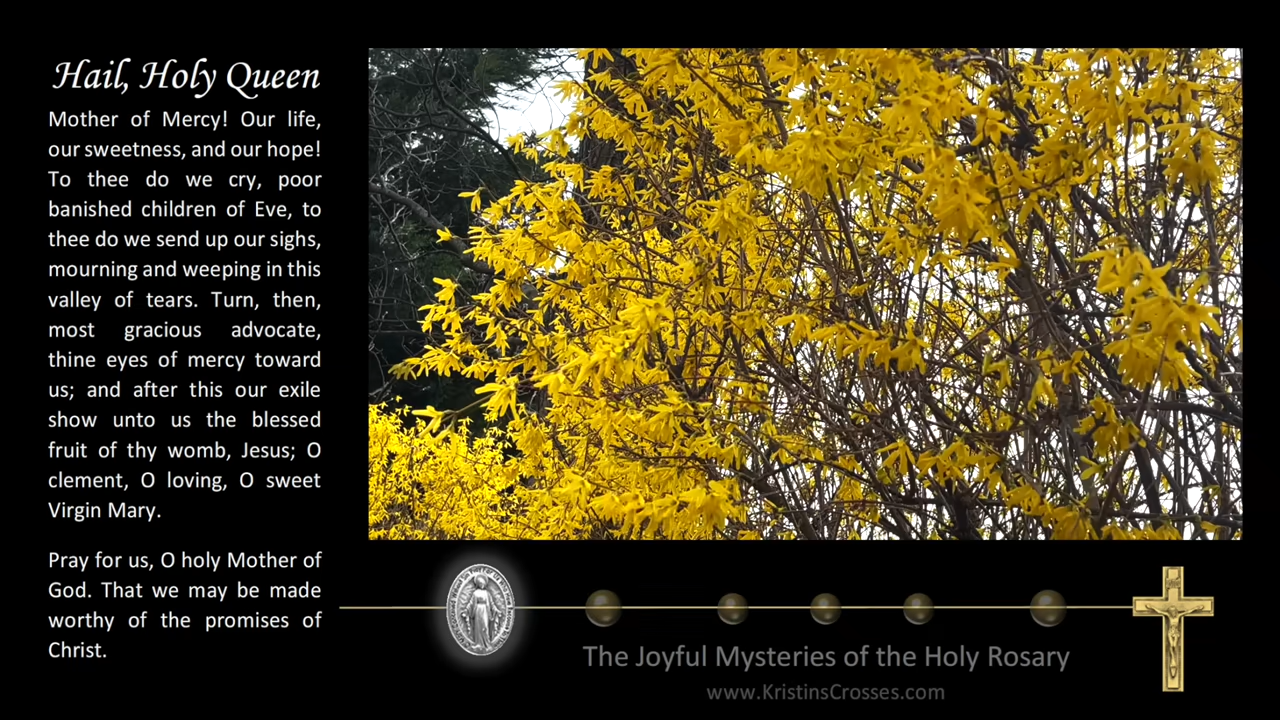 Hail, Holy Queen
Mother of Mercy! Our life,
our sweetness, and our hope!
To thee do we cry, poor
banished children of Eve, to
thee do we send up our sighs,
mourning and weeping in this
valley of tears. Turn, then,
most gracious advocate,
thine eyes of mercy toward
us; and after this our exile
show unto us the blessed
fruit of thy womb, Jesus; O
clement, O loving, O sweet
Virgin Mary.
Pray for us, O holy Mother of
God. That we may be made
worthy of the promises of
Christ.
The Joyful Mysteries of the Holy Rosary
www.KristinsCrosses.com